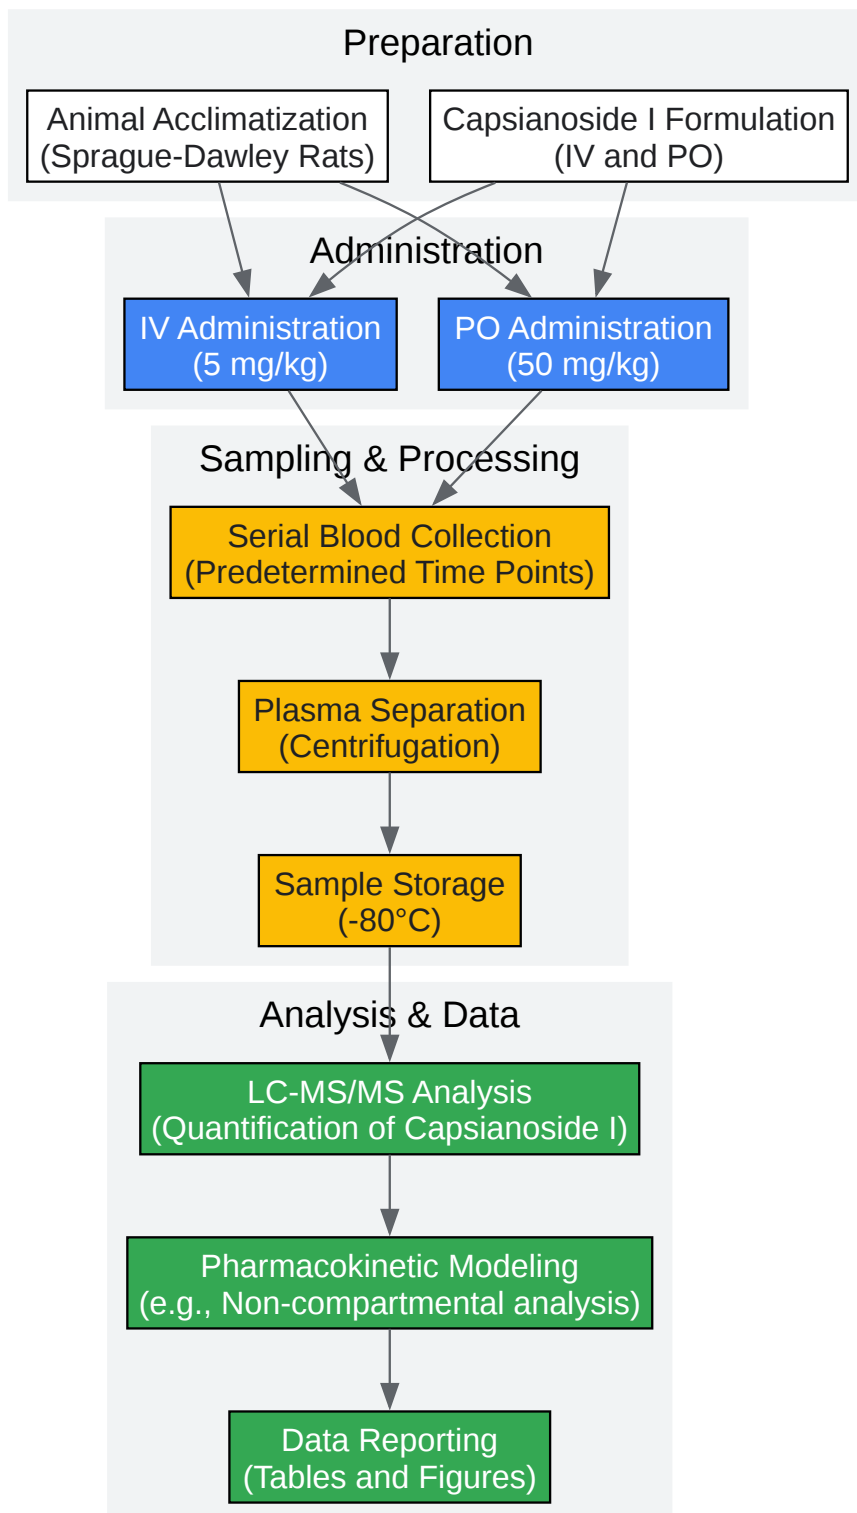 Preparation
Animal Acclimatization
(Sprague-Dawley Rats)
Capsianoside I Formulation
(IV and PO)
Administration
IV Administration
(5 mg/kg)
PO Administration
(50 mg/kg)
Sampling & Processing
Serial Blood Collection
(Predetermined Time Points)
Plasma Separation
(Centrifugation)
Sample Storage
(-80°C)
Analysis & Data
LC-MS/MS Analysis
(Quantification of Capsianoside I)
Pharmacokinetic Modeling
(e.g., Non-compartmental analysis)
Data Reporting
(Tables and Figures)